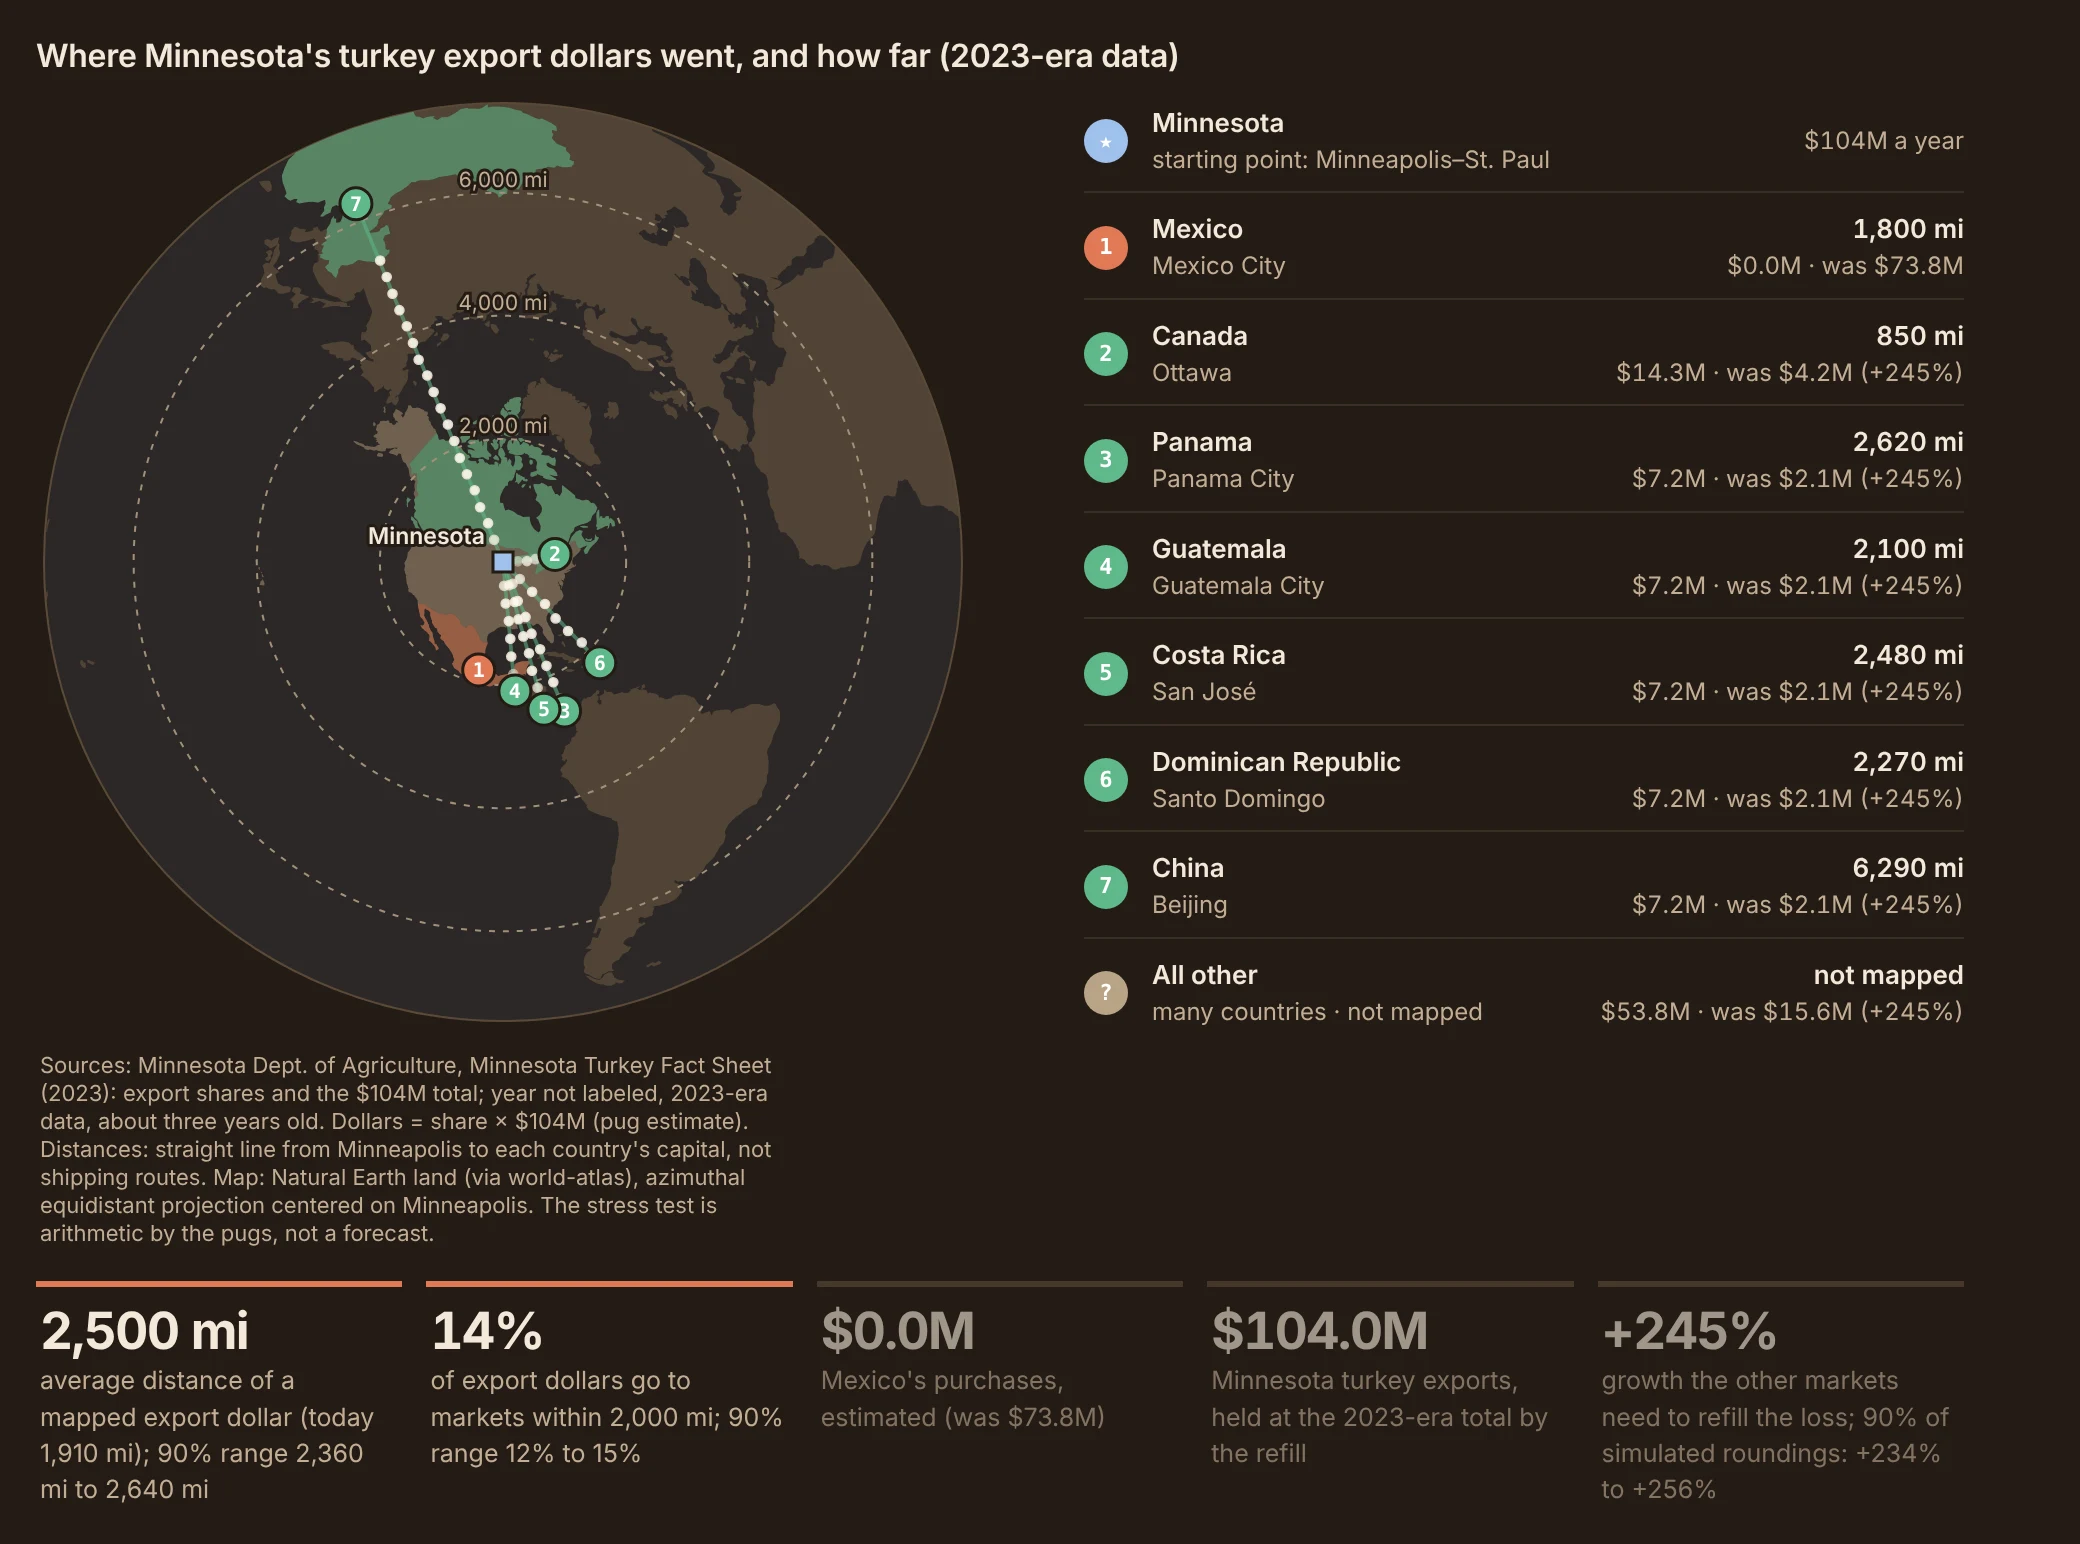 Where Minnesota's turkey export dollars went, and how far (2023-era data)
6,000 mi
7
4,000 mi
2,000 mi
Minnesota
2
1
6
4
5
3
★
Minnesota
$104M a year
starting point: Minneapolis–St. Paul
1
Mexico
1,800 mi
Mexico City
$0.0M · was $73.8M
2
Canada
850 mi
Ottawa
$14.3M · was $4.2M (+245%)
3
Panama
2,620 mi
Panama City
$7.2M · was $2.1M (+245%)
4
Guatemala
2,100 mi
Guatemala City
$7.2M · was $2.1M (+245%)
5
Costa Rica
2,480 mi
San José
$7.2M · was $2.1M (+245%)
6
Dominican Republic
2,270 mi
Santo Domingo
$7.2M · was $2.1M (+245%)
7
China
6,290 mi
Beijing
$7.2M · was $2.1M (+245%)
?
All other
not mapped
many countries · not mapped
$53.8M · was $15.6M (+245%)
Sources: Minnesota Dept. of Agriculture, Minnesota Turkey Fact Sheet
(2023): export shares and the $104M total; year not labeled, 2023-era
data, about three years old. Dollars = share × $104M (pug estimate).
Distances: straight line from Minneapolis to each country's capital, not
shipping routes. Map: Natural Earth land (via world-atlas), azimuthal
equidistant projection centered on Minneapolis. The stress test is
arithmetic by the pugs, not a forecast.
2,500 mi
average distance of a
mapped export dollar (today
1,910 mi); 90% range 2,360
mi to 2,640 mi
14%
of export dollars go to
markets within 2,000 mi; 90%
range 12% to 15%
$0.0M
Mexico's purchases,
estimated (was $73.8M)
$104.0M
Minnesota turkey exports,
held at the 2023-era total by
the refill
+245%
growth the other markets
need to refill the loss; 90% of
simulated roundings: +234%
to +256%